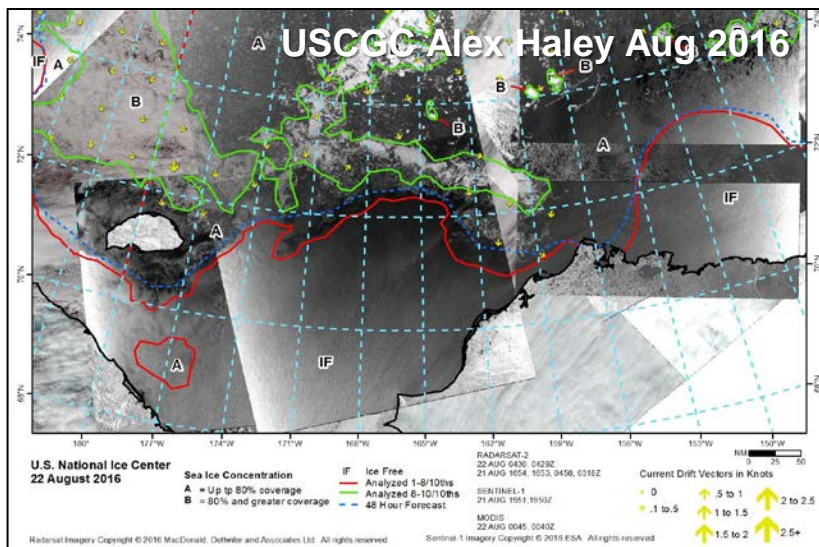 USCGC Alex Haley Aug 2016
74°N
72°N
70°N
68°N
74°N
72°N
70°N
68°N
IF
A
B
A
B
B
A
A
IF
IF
A
180°
177°W
174°W
171°W
168°W
165°W
162°W
159°W
156°W
153°W
150°W
U.S. National Ice Center
22 August 2016
Sea Ice Concentration
A = Up tp 80% coverage
B = 80% and greater coverage
IF Ice Free
Analyzed 1-8/10ths
Analyzed 8-10/10ths
48 Hour Forecast
RADARSAT-2
22 AUG 0430, 0429Z
21 AUG 1654, 1653, 0458, 0318Z
SENTINEL-1
21 AUG 1951,1950Z
MODIS
22 AUG 0045, 0040Z
NM
0 25 50
Current Drift Vectors in Knots
0
.1 to .5
.5 to 1
1 to 1.5
1.5 to 2
2 to 2.5
2.5+
Radarsat Imagery Copyright © 2016 MacDonald, Dettwiler and Associates Ltd. All rights reserved.
Sentinel-1 Imagery Copyright © 2016 ESA. All rights reserved.